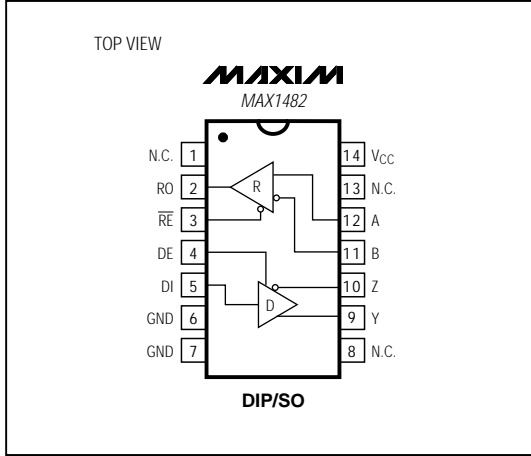 TOP VIEW
MAXIM
MAX1482
N.C. 1
RO 2
R̅E̅ 3
DE 4
DI 5
GND 6
GND 7
14 VCC
13 N.C.
12 A
11 B
10 Z
9 Y
8 N.C.
R
D
DIP/SO